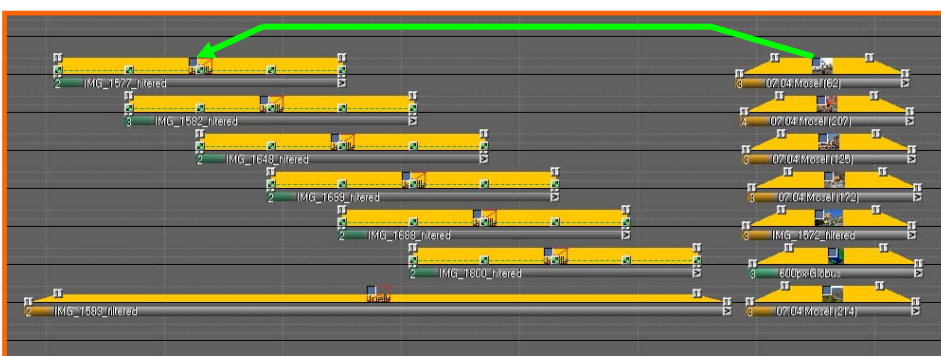 2 IMG_1577_filtered
3 07.04.Mosel (62)
3 IMG_1582_filtered
4 07.04.Mosel (207)
2 IMG_1648_filtered
3 07.04.Mosel (125)
2 IMG_1699_filtered
3 07.04.Mosel (172)
2 IMG_1688_filtered
3 IMG_1572_filtered
2 IMG_1800_filtered
3 600px-Globus
2 IMG_1583_filtered
3 07.04.Mosel (214)